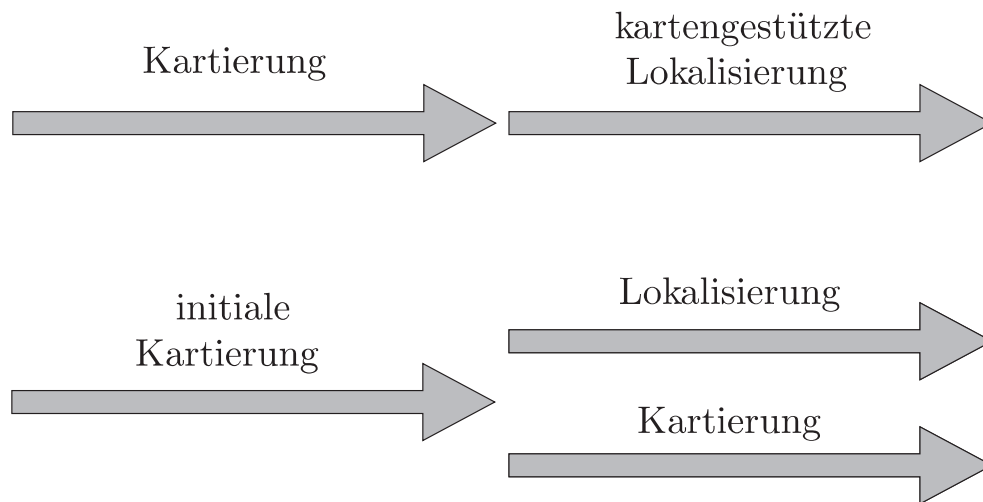 Kartierung
kartengestützte
Lokalisierung
initiale
Kartierung
Lokalisierung
Kartierung